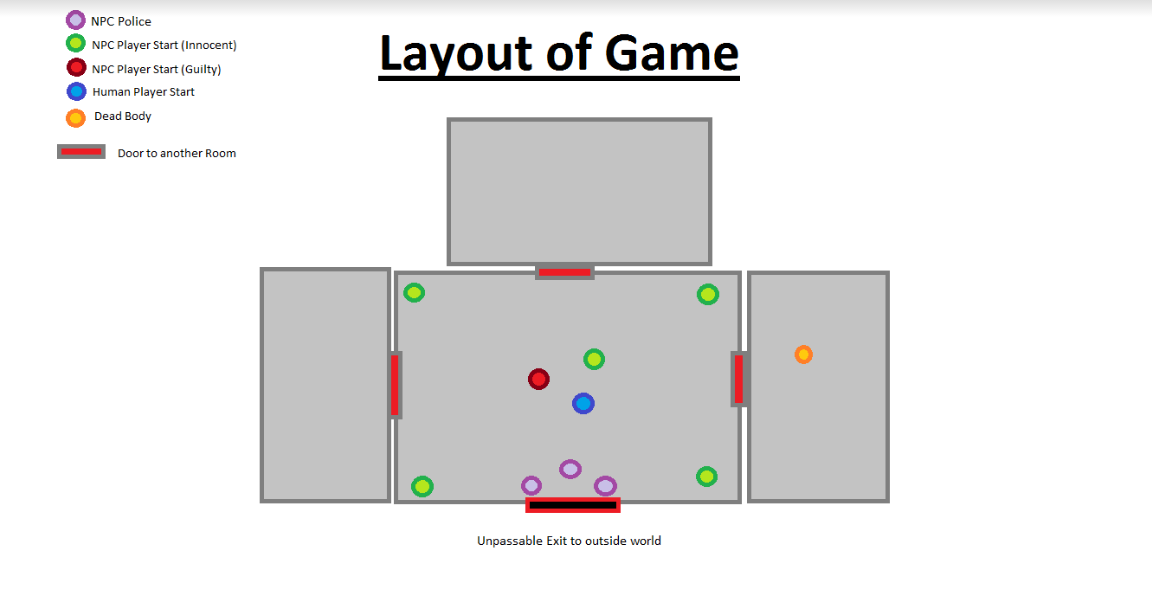 Layout of Game
NPC Police
NPC Player Start (Innocent)
NPC Player Start (Guilty)
Human Player Start
Dead Body
Door to another Room
Unpassable Exit to outside world